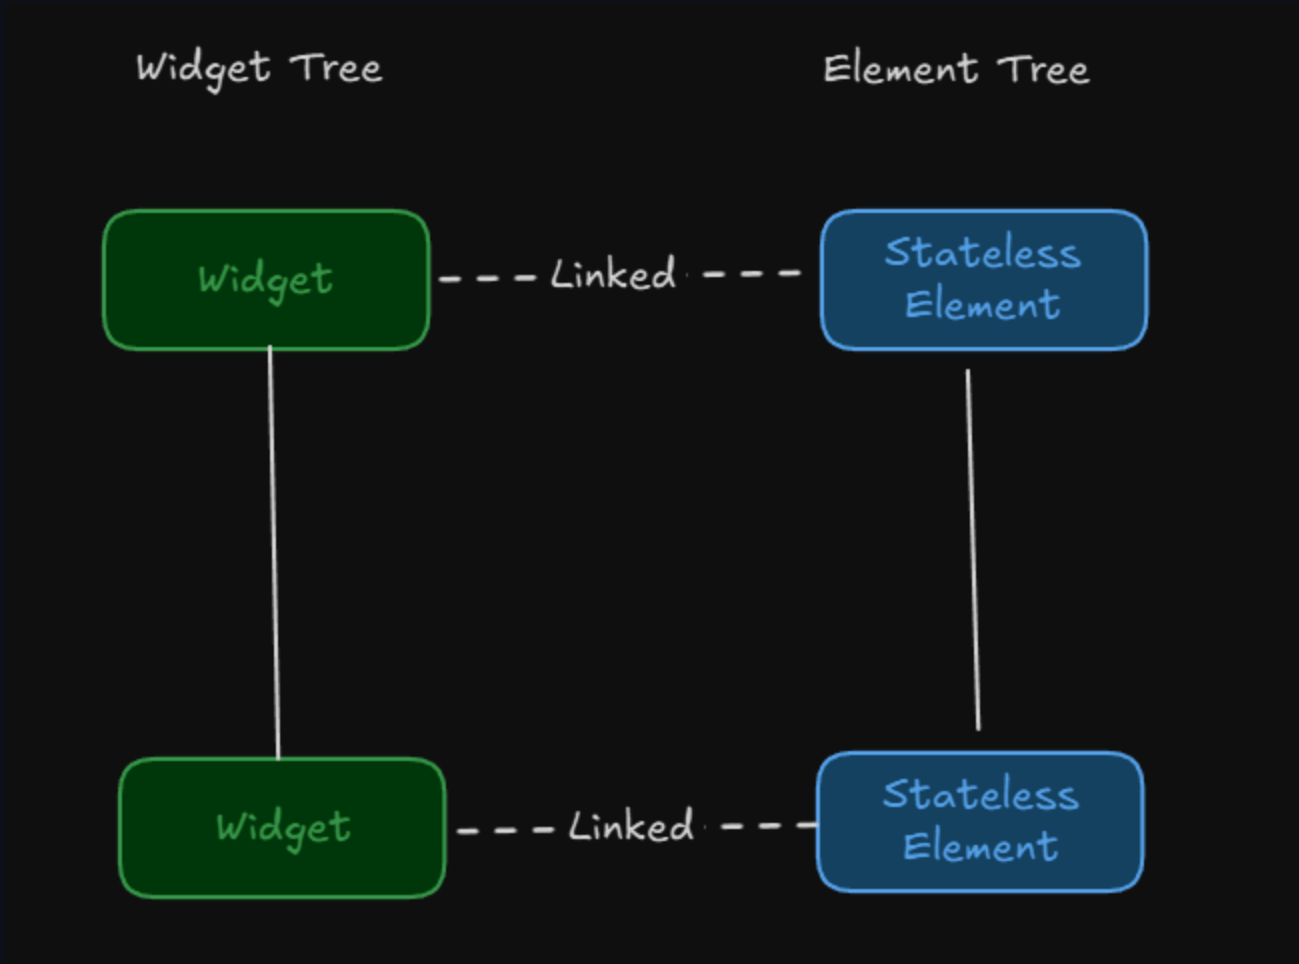 Widget Tree
Element Tree
Widget
Linked
Stateless
Element
Widget
Linked
Stateless
Element